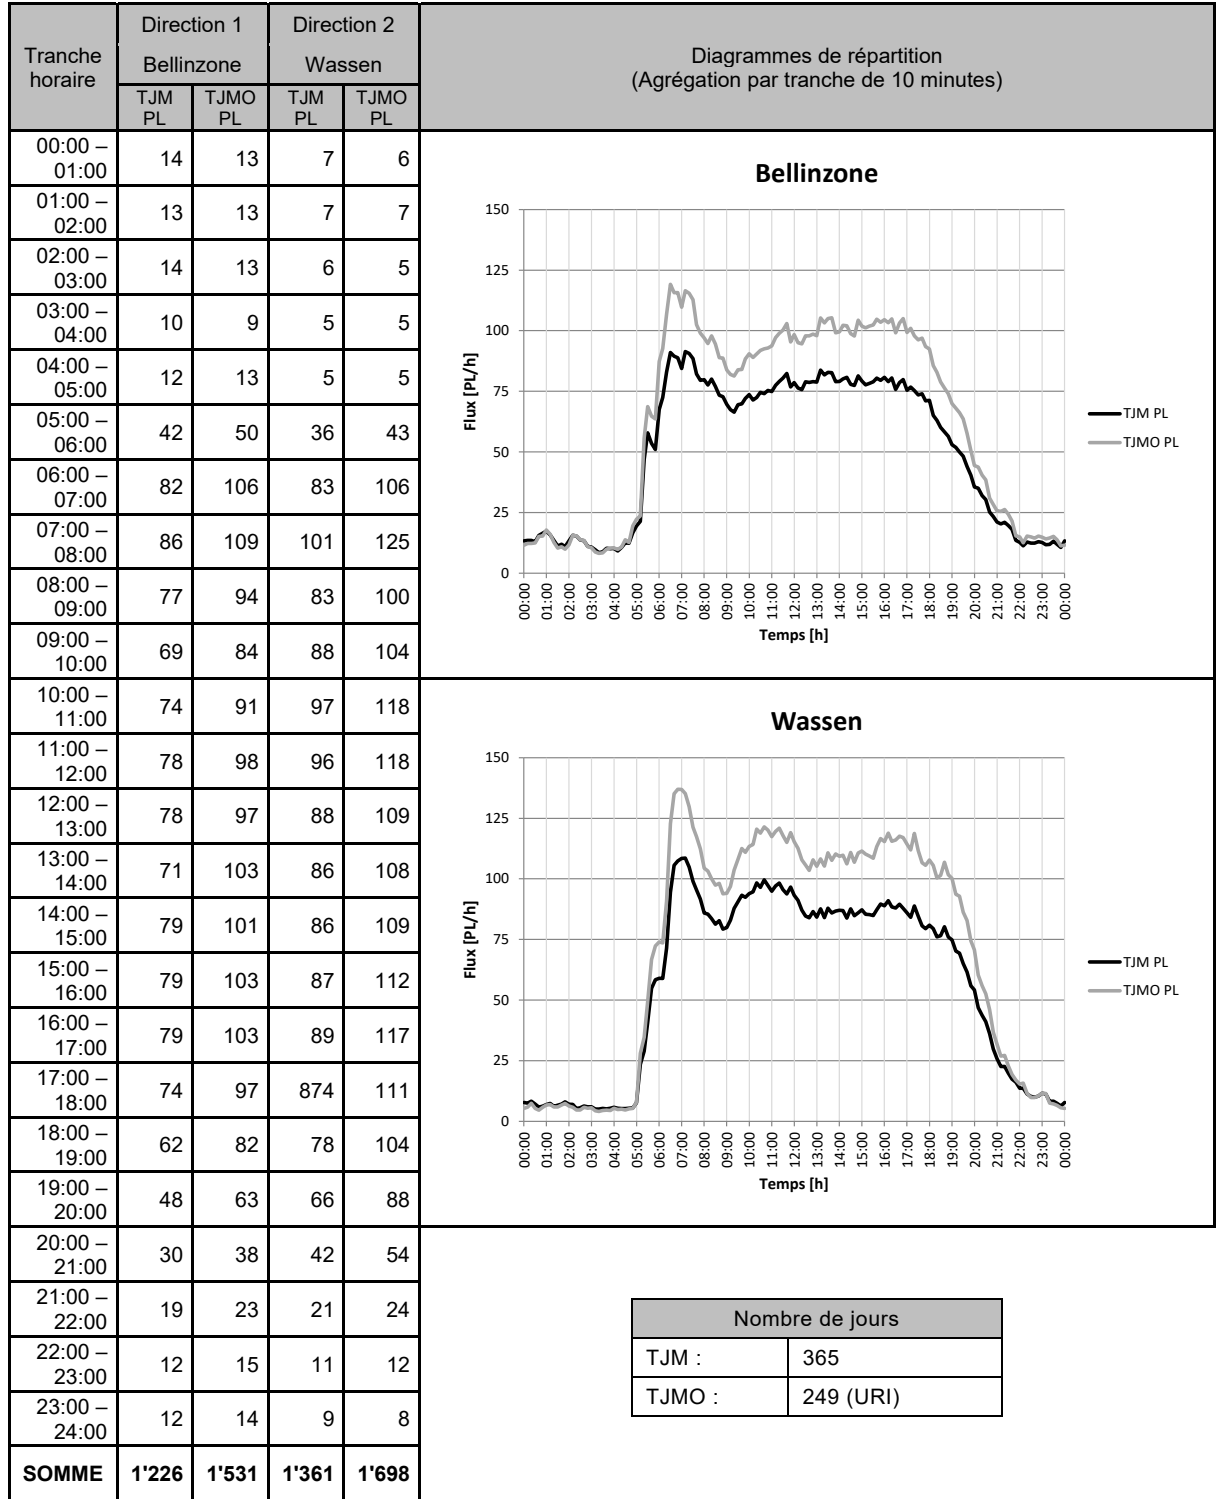 Tranche horaire
Direction 1
Direction 2
Bellinzone
Wassen
TJM PL
TJMO PL
TJM PL
TJMO PL
Diagrammes de répartition
(Agrégation par tranche de 10 minutes)
00:00 – 01:00 14 13 7 6
01:00 – 02:00 13 13 7 7
02:00 – 03:00 14 13 6 5
03:00 – 04:00 10 9 5 5
04:00 – 05:00 12 13 5 5
05:00 – 06:00 42 50 36 43
06:00 – 07:00 82 106 83 106
07:00 – 08:00 86 109 101 125
08:00 – 09:00 77 94 83 100
09:00 – 10:00 69 84 88 104
10:00 – 11:00 74 91 97 118
11:00 – 12:00 78 98 96 118
12:00 – 13:00 78 97 88 109
13:00 – 14:00 71 103 86 108
14:00 – 15:00 79 101 86 109
15:00 – 16:00 79 103 87 112
16:00 – 17:00 79 103 89 117
17:00 – 18:00 74 97 874 111
18:00 – 19:00 62 82 78 104
19:00 – 20:00 48 63 66 88
20:00 – 21:00 30 38 42 54
21:00 – 22:00 19 23 21 24
22:00 – 23:00 12 15 11 12
23:00 – 24:00 12 14 9 8
SOMME 1'226 1'531 1'361 1'698
Bellinzone
150
125
100
75
50
25
0
Flux [PL/h]
00:00 01:00 02:00 03:00 04:00 05:00 06:00 07:00 08:00 09:00 10:00 11:00 12:00 13:00 14:00 15:00 16:00 17:00 18:00 19:00 20:00 21:00 22:00 23:00 00:00
Temps [h]
TJM PL
TJMO PL
Wassen
150
125
100
75
50
25
0
Flux [PL/h]
00:00 01:00 02:00 03:00 04:00 05:00 06:00 07:00 08:00 09:00 10:00 11:00 12:00 13:00 14:00 15:00 16:00 17:00 18:00 19:00 20:00 21:00 22:00 23:00 00:00
Temps [h]
TJM PL
TJMO PL
Nombre de jours
TJM : 365
TJMO : 249 (URI)